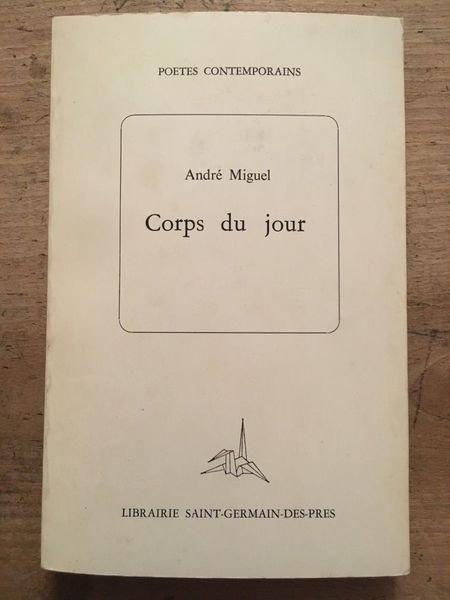 POETES CONTEMPORAINS
André Miguel
Corps du jour
LIBRAIRIE SAINT-GERMAIN-DES-PRES